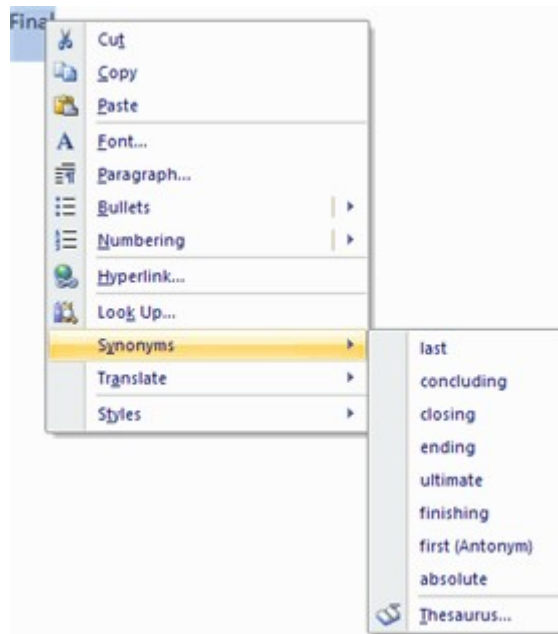 Final
Cut
Copy
Paste
Font...
Paragraph...
Bullets
Numbering
Hyperlink...
Look Up...
Synonyms
Translate
Styles
last
concluding
closing
ending
ultimate
finishing
first (Antonym)
absolute
Thesaurus...